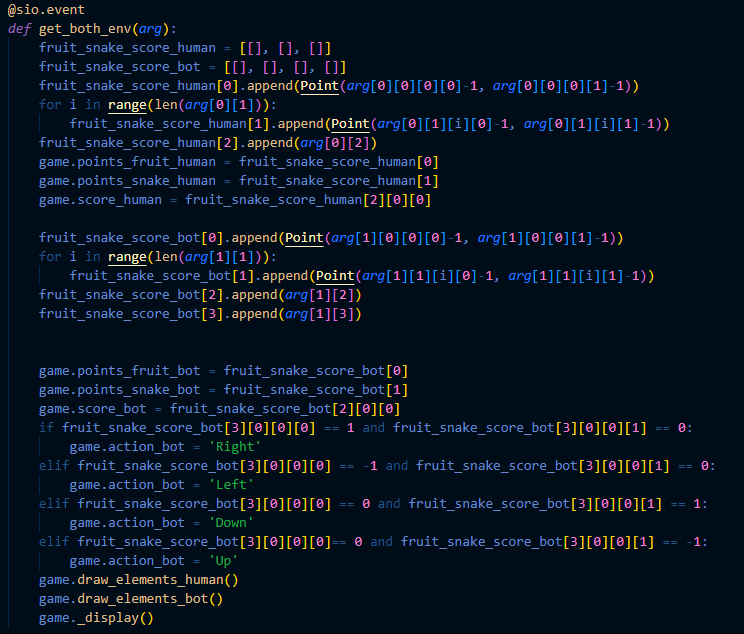 @sio.event
def get_both_env(arg):
    fruit_snake_score_human = [[], [], []]
    fruit_snake_score_bot = [[], [], [], []]
    fruit_snake_score_human[0].append(Point(arg[0][0][0][0]-1, arg[0][0][0][1]-1))
    for i in range(len(arg[0][1])):
        fruit_snake_score_human[1].append(Point(arg[0][1][i][0]-1, arg[0][1][i][1]-1))
    fruit_snake_score_human[2].append(arg[0][2])
    game.points_fruit_human = fruit_snake_score_human[0]
    game.points_snake_human = fruit_snake_score_human[1]
    game.score_human = fruit_snake_score_human[2][0][0]

    fruit_snake_score_bot[0].append(Point(arg[1][0][0][0]-1, arg[1][0][0][1]-1))
    for i in range(len(arg[1][1])):
        fruit_snake_score_bot[1].append(Point(arg[1][1][i][0]-1, arg[1][1][i][1]-1))
    fruit_snake_score_bot[2].append(arg[1][2])
    fruit_snake_score_bot[3].append(arg[1][3])


    game.points_fruit_bot = fruit_snake_score_bot[0]
    game.points_snake_bot = fruit_snake_score_bot[1]
    game.score_bot = fruit_snake_score_bot[2][0][0]
    if fruit_snake_score_bot[3][0][0][0] == 1 and fruit_snake_score_bot[3][0][0][1] == 0:
        game.action_bot = 'Right'
    elif fruit_snake_score_bot[3][0][0][0] == -1 and fruit_snake_score_bot[3][0][0][1] == 0:
        game.action_bot = 'Left'
    elif fruit_snake_score_bot[3][0][0][0] == 0 and fruit_snake_score_bot[3][0][0][1] == 1:
        game.action_bot = 'Down'
    elif fruit_snake_score_bot[3][0][0][0]== 0 and fruit_snake_score_bot[3][0][0][1] == -1:
        game.action_bot = 'Up'
    game.draw_elements_human()
    game.draw_elements_bot()
    game._display()